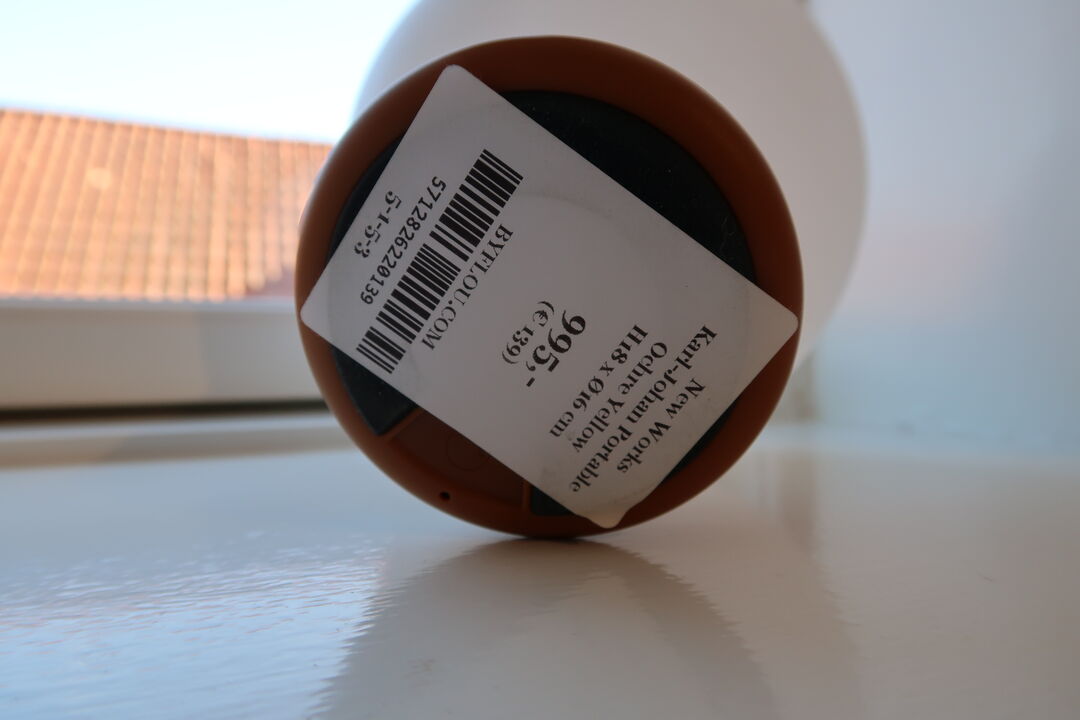 New Works
Karl-Johan Portable
Ochre Yellow
H18 x Ø16 cm
995,-
(€ 139)
BYFLOU.COM
5712826220139
5-1-5-3